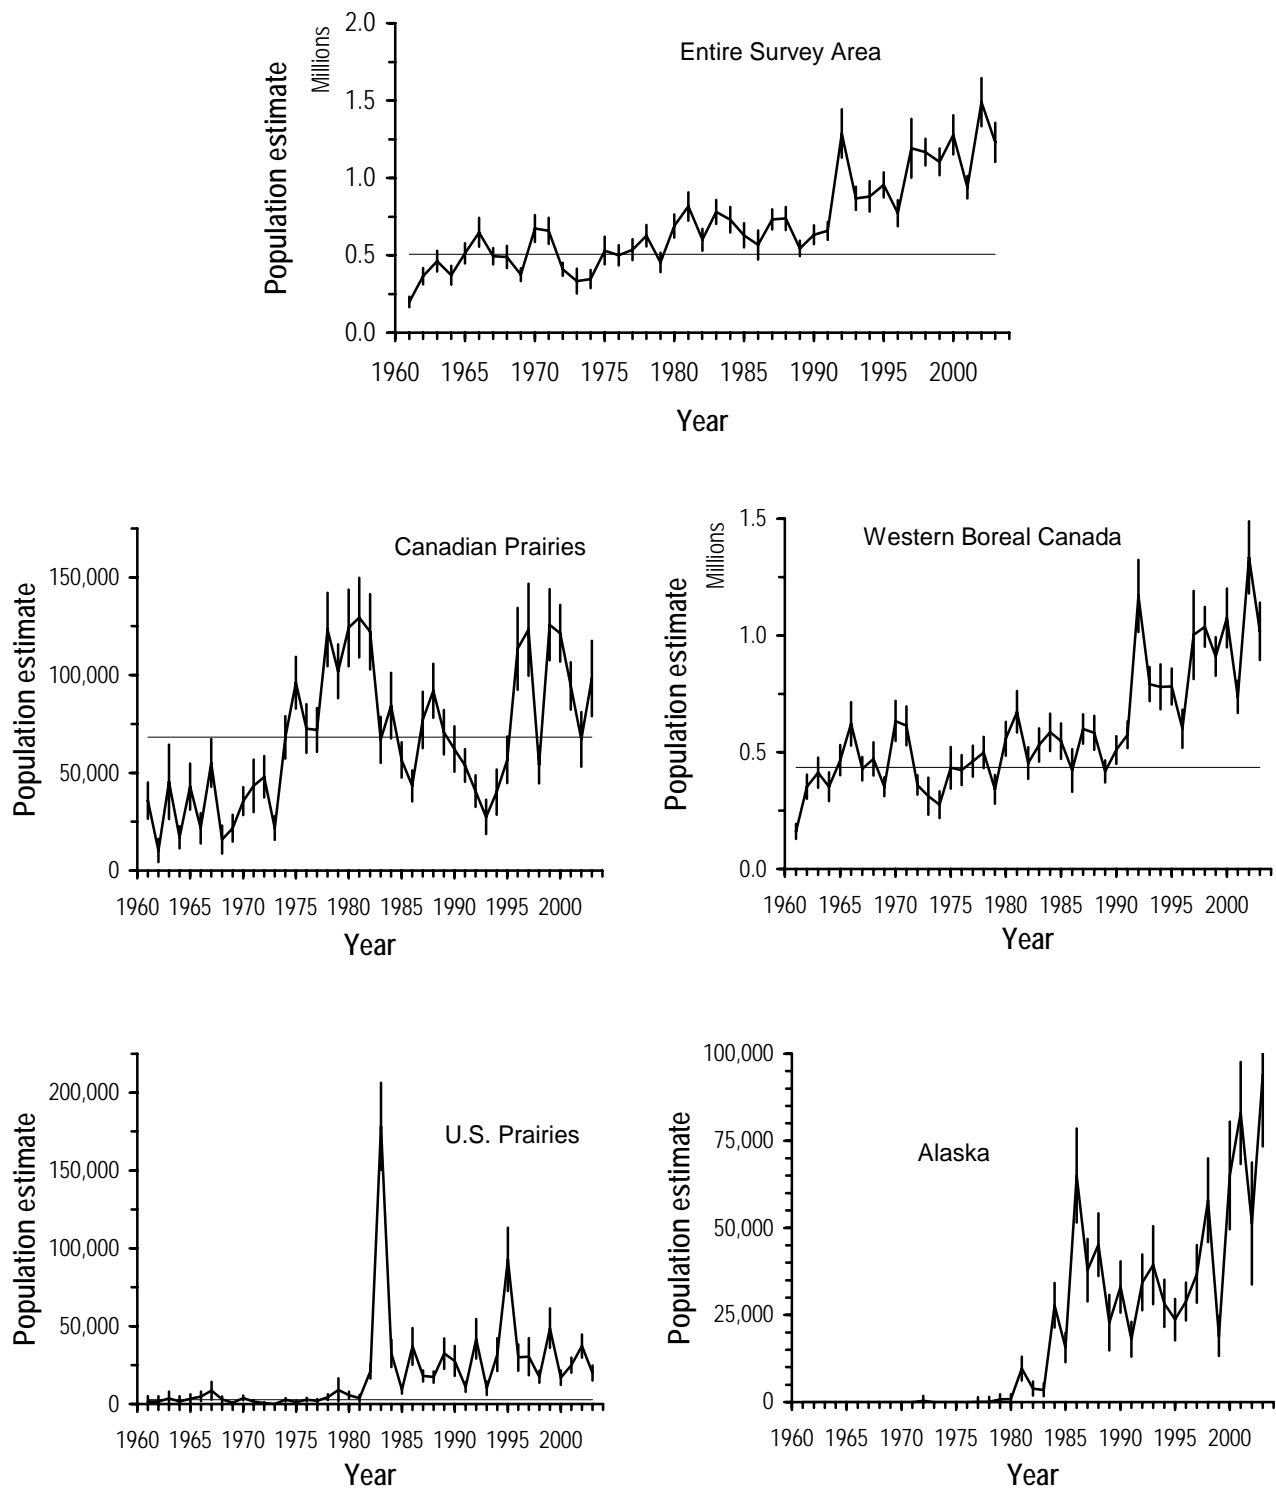 Entire Survey Area
Millions
Population estimate
2.0
1.5
1.0
0.5
0.0
1960 1965 1970 1975 1980 1985 1990 1995 2000
Year
Canadian Prairies
Population estimate
150,000
100,000
50,000
0
1960 1965 1970 1975 1980 1985 1990 1995 2000
Year
Western Boreal Canada
Millions
Population estimate
1.5
1.0
0.5
0.0
1960 1965 1970 1975 1980 1985 1990 1995 2000
Year
U.S. Prairies
Population estimate
200,000
150,000
100,000
50,000
0
1960 1965 1970 1975 1980 1985 1990 1995 2000
Year
Alaska
Population estimate
100,000
75,000
50,000
25,000
0
1960 1965 1970 1975 1980 1985 1990 1995 2000
Year